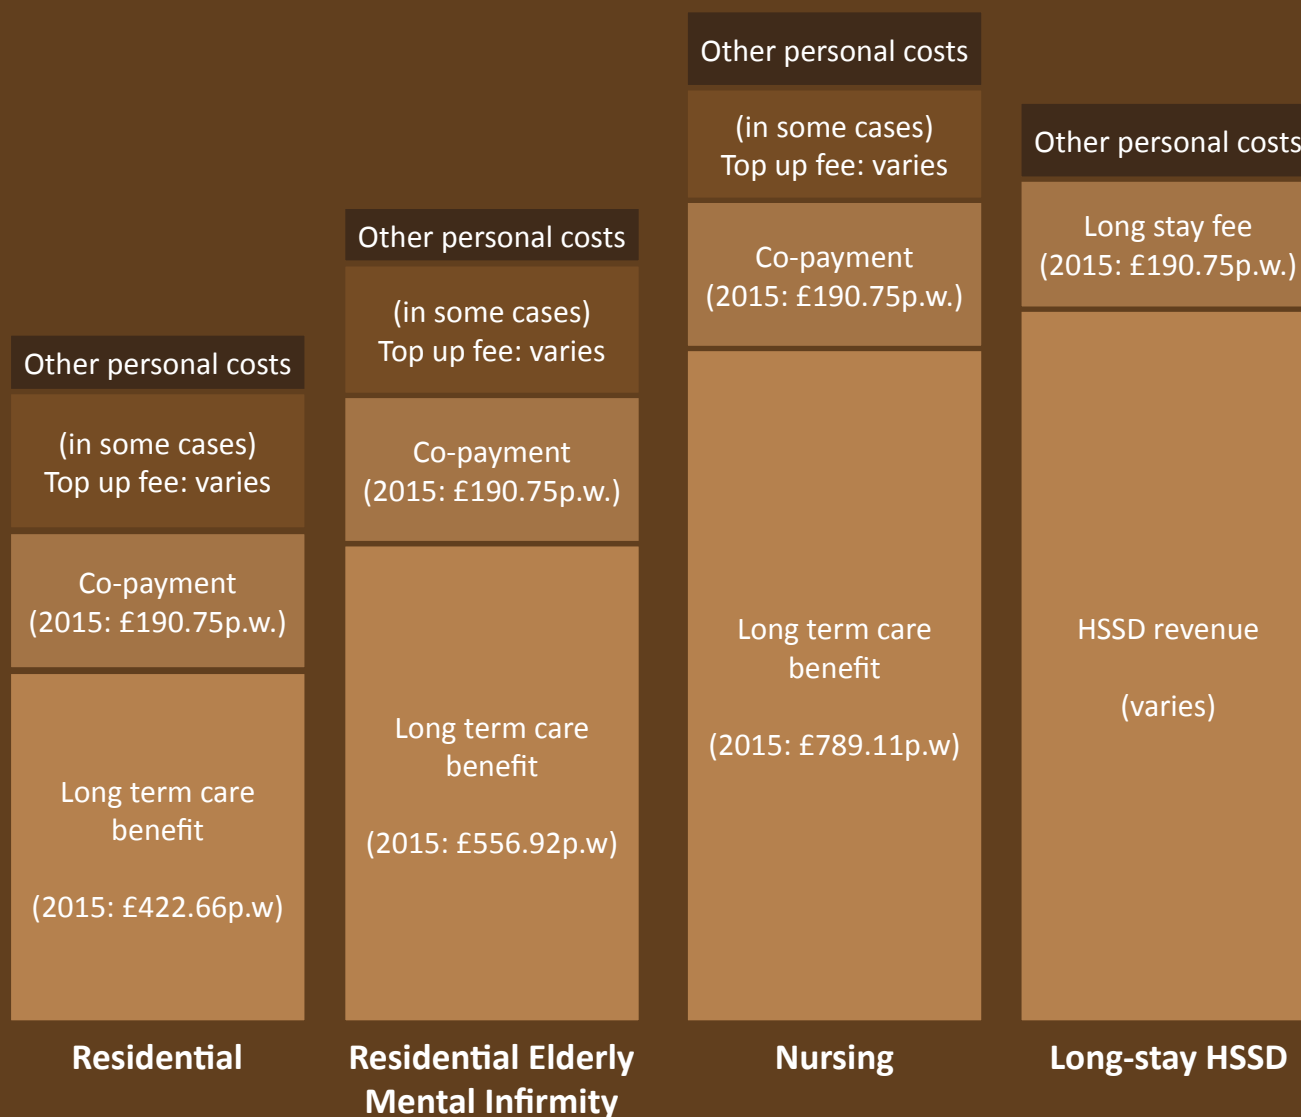 Other personal costs
(in some cases)
Top up fee: varies
Co-payment
(2015: £190.75p.w.)
Long term care
benefit
(2015: £422.66p.w)
Residential
Other personal costs
(in some cases)
Top up fee: varies
Co-payment
(2015: £190.75p.w.)
Long term care
benefit
(2015: £556.92p.w)
Residential Elderly
Mental Infirmity
Other personal costs
(in some cases)
Top up fee: varies
Co-payment
(2015: £190.75p.w.)
Long term care
benefit
(2015: £789.11p.w)
Nursing
Other personal costs
Long stay fee
(2015: £190.75p.w.)
HSSD revenue
(varies)
Long-stay HSSD